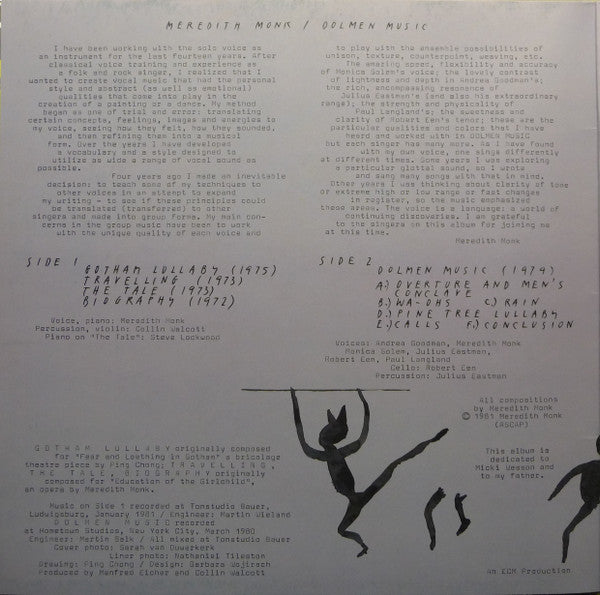 MEREDITH MONK / DOLMEN MUSIC
I have been working with the solo voice as
an instrument for the last fourteen years. After
classical voice training and experience as
a folk and rock singer, I realized that I
wanted to create vocal music that had the personal
style and abstract (as well as emotional)
qualities that come into play in the
creation of a painting or a dance. My method
began as one of trial and error: translating
certain concepts, feelings, images and energies to
my voice, seeing how they felt, how they sounded,
and then refining them into a musical
form. Over the years I have developed
a vocabulary and a style designed to
utilize as wide a range of vocal sound as
possible.
Four years ago I made an inevitable
decision: to teach some of my techniques to
other voices in an attempt to expand
my writing - to see if these principles could
be translated (transferred) to other
singers and made into group forms. My main con-
cerns in the group music have been to work
with the unique quality of each voice and
to play with the ensemble possibilities of
unison, texture, counterpoint, weaving, etc.
The amazing speed, flexibility and accuracy
of Monica Solem's voice; the lovely contrast
of lightness and depth in Andrea Goodman's;
the rich, encompassing resonance of
Julius Eastman's (and also his extraordinary
range); the strength and physicality of
Paul Langland's; the sweetness and
clarity of Robert Een's tenor; these are the
particular qualities and colors that I have
heard and worked with in DOLMEN MUSIC
but each singer has many more. As I have found
with my own voice, one sings differently
at different times. Some years I was exploring
a particular glottal sound, so I wrote
and sang many songs with that in mind.
Other years I was thinking about clarity of tone
or extreme high or low range or fast changes
in register, so the music emphasized
these areas. The voice is a language: a world of
continuing discoveries. I am grateful
to the singers on this album for joining me
at this time.
Meredith Monk
SIDE 1
GOTHAM LULLABY (1975)
TRAVELLING (1973)
THE TALE (1973)
BIOGRAPHY (1972)
Voice, piano: Meredith Monk
Percussion, violin: Collin Walcott
Piano on "The Tale": Steve Lockwood
SIDE 2
DOLMEN MUSIC (1979)
A.) OVERTURE AND MEN'S
CONCLAVE
B.) WA-OHS C.) RAIN
D.) PINE TREE LULLABY
E.) CALLS F.) CONCLUSION
Voices: Andrea Goodman, Meredith Monk
Monica Solem, Julius Eastman,
Robert Een, Paul Langland
Cello: Robert Een
Percussion: Julius Eastman
All compositions
by Meredith Monk
© 1981 Meredith Monk
(ASCAP)
This album is
dedicated to
Micki Wesson and
to my father.
GOTHAM LULLABY originally composed
for "Fear and Loathing in Gotham" a bricolage
theatre piece by Ping Chong; TRAVELLING,
THE TALE, BIOGRAPHY originally
composed for "Education of the Girlchild",
an opera by Meredith Monk.
Music on Side 1 recorded at Tonstudio Bauer,
Ludwigsburg, January 1981 / Engineer: Martin Wieland
DOLMEN MUSIC recorded
at Hometown Studios, New York City, March 1980
Engineer: Martin Selk / All mixed at Tonstudio Bauer
Cover photo: Sarah van Ouwerkerk
Liner photo: Nathaniel Tileston
Drawing: Ping Chong / Design: Barbara Wojirsch
Produced by Manfred Eicher and Collin Walcott
An ECM Production